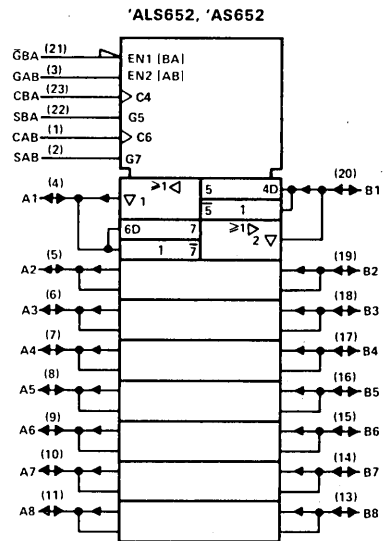 'ALS652, 'AS652
G̅BA (21) EN1 [BA]
GAB (3) EN2 [AB]
CBA (23) C4
SBA (22) G5
CAB (1) C6
SAB (2) G7
A1 (4) ≥1 ▽ 1 5 4D (20) B1
5̅ 1
6D 7 ≥1 2 ▽
1 7̅
A2 (5) (19) B2
A3 (6) (18) B3
A4 (7) (17) B4
A5 (8) (16) B5
A6 (9) (15) B6
A7 (10) (14) B7
A8 (11) (13) B8